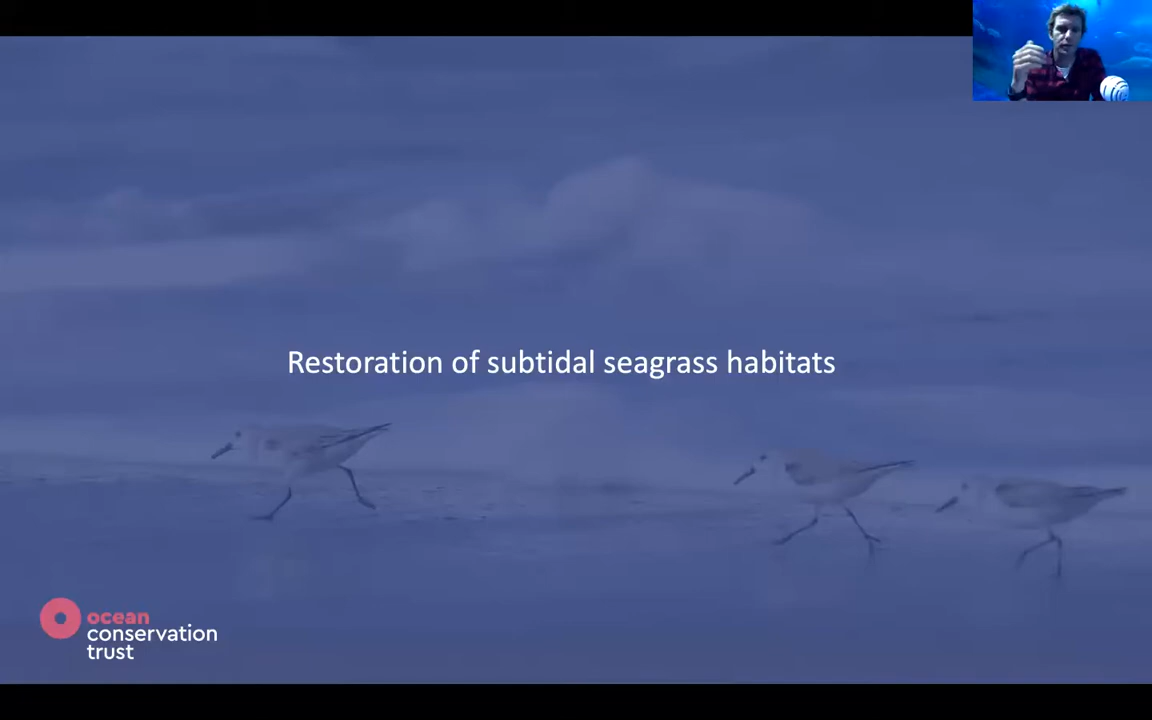 Restoration of subtidal seagrass habitats
ocean
conservation
trust